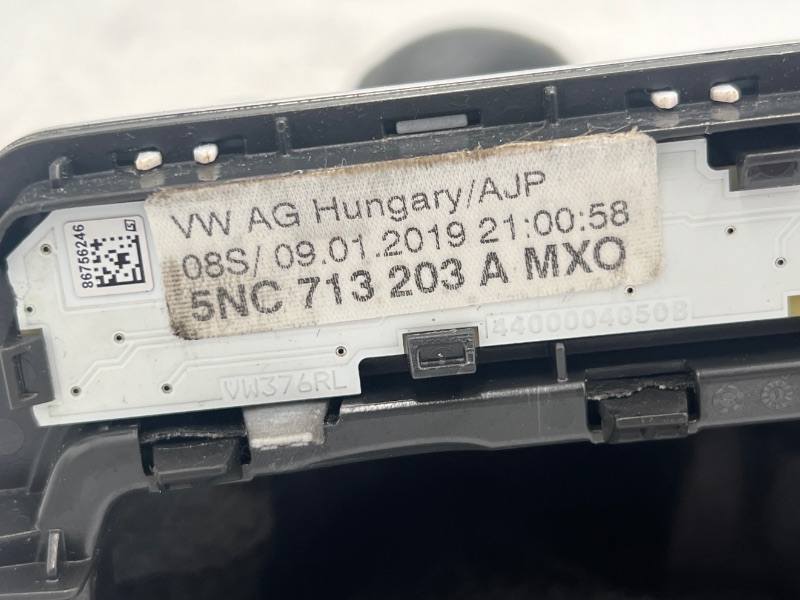 VW AG Hungary/AJP
08S/ 09.01.2019 21:00:58
5NC 713 203 A MXO
86756246
4400004050B
VW376RL